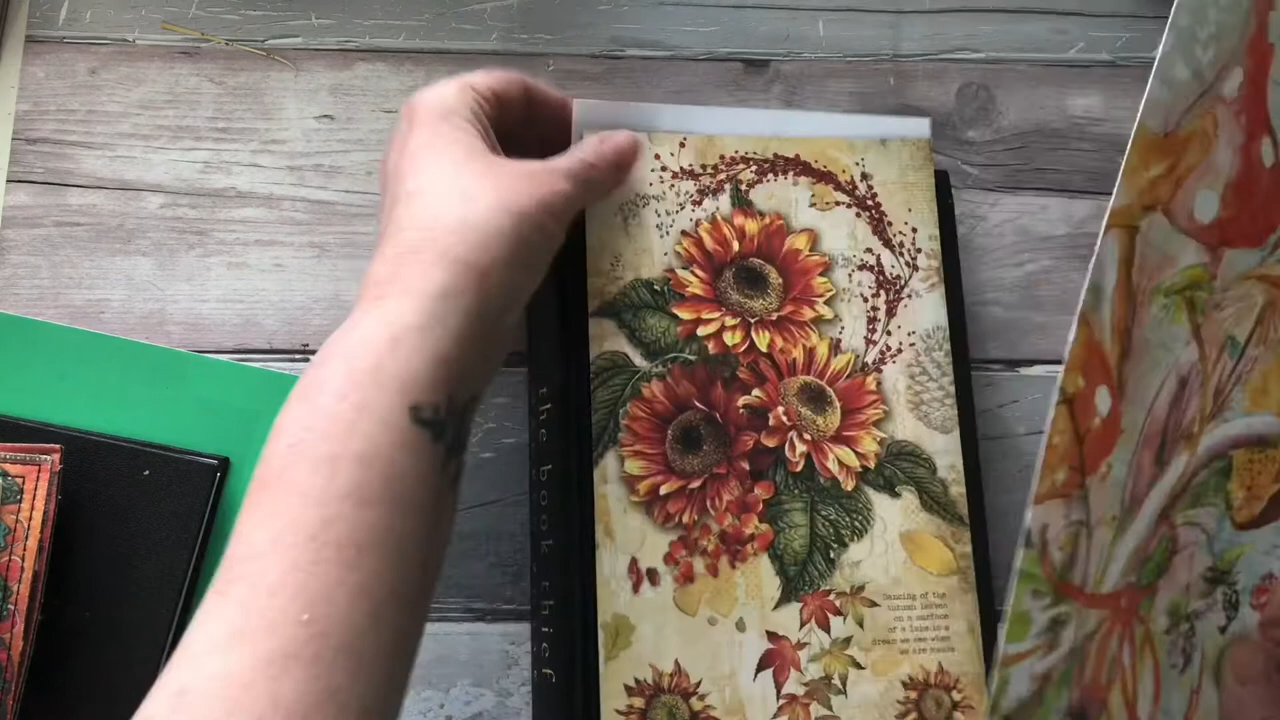 the book thief
Dancing of the
autumn leaves
on a surface
of a lake is a
dream we see when
we are awake